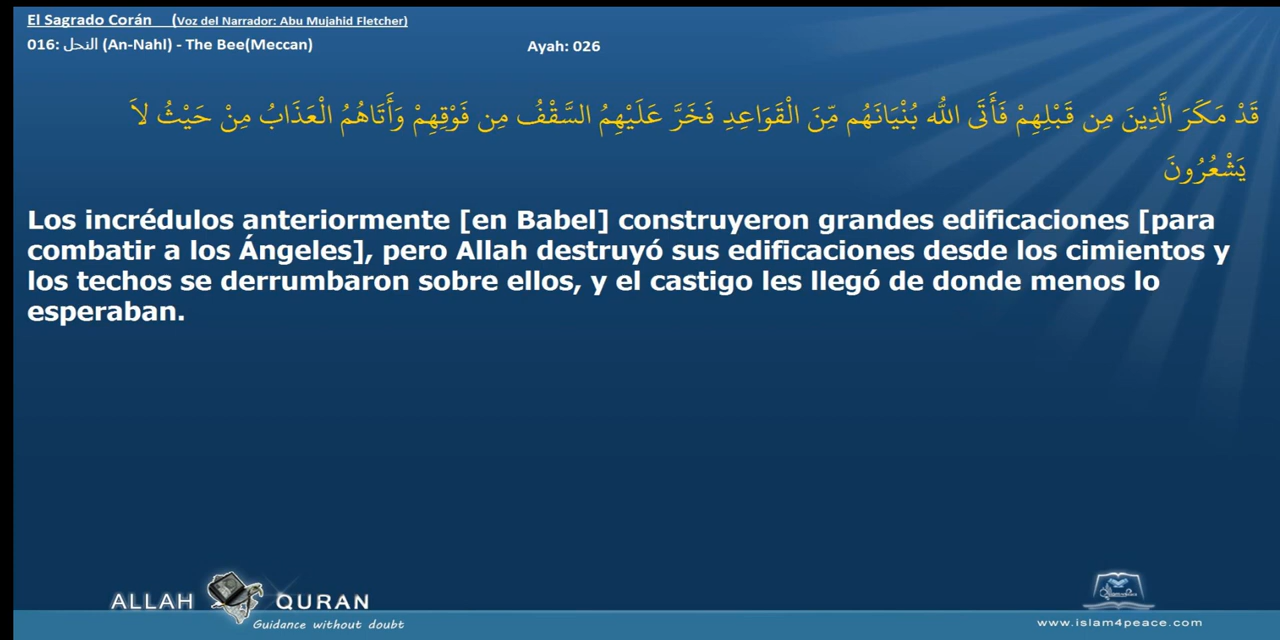 El Sagrado Corán (Voz del Narrador: Abu Mujahid Fletcher)
016: النحل (An-Nahl) - The Bee(Meccan) Ayah: 026
قَدْ مَكَرَ الَّذِينَ مِن قَبْلِهِمْ فَأَتَى اللّه بُنْيَانَهُم مِّنَ الْقَوَاعِدِ فَخَرَّ عَلَيْهِمُ السَّقْفُ مِن فَوْقِهِمْ وَأَتَاهُمُ الْعَذَابُ مِنْ حَيْثُ لاَ
يَشْعُرُونَ
Los incrédulos anteriormente [en Babel] construyeron grandes edificaciones [para
combatir a los Ángeles], pero Allah destruyó sus edificaciones desde los cimientos y
los techos se derrumbaron sobre ellos, y el castigo les llegó de donde menos lo
esperaban.
ALLAH QURAN
Guidance without doubt
www.islam4peace.com